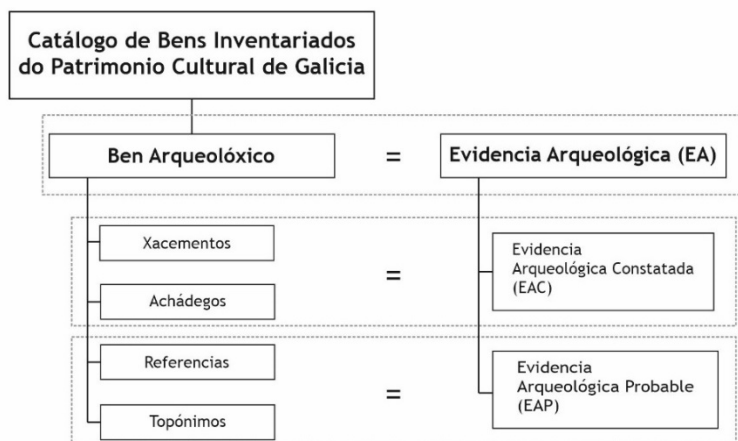 Catálogo de Bens Inventariados
do Patrimonio Cultural de Galicia
Ben Arqueolóxico
=
Evidencia Arqueológica (EA)
Xacementos
Achádegos
=
Evidencia
Arqueológica Constatada
(EAC)
Referencias
Topónimos
=
Evidencia
Arqueológica Probable
(EAP)